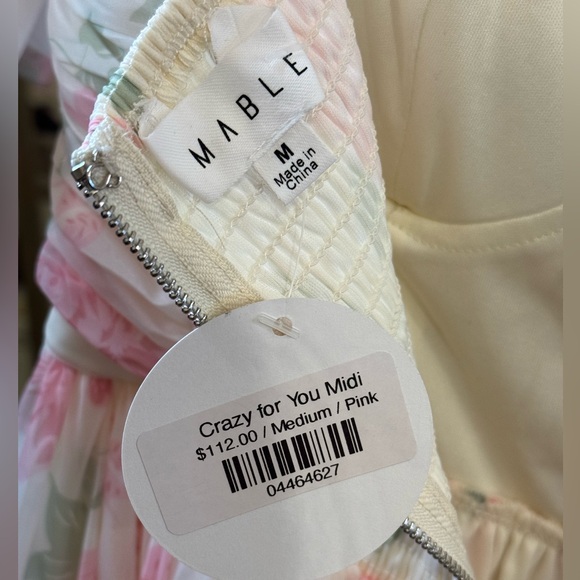 MABLE
M
Made in
China
Crazy for You Midi
$112.00 / Medium / Pink
04464627